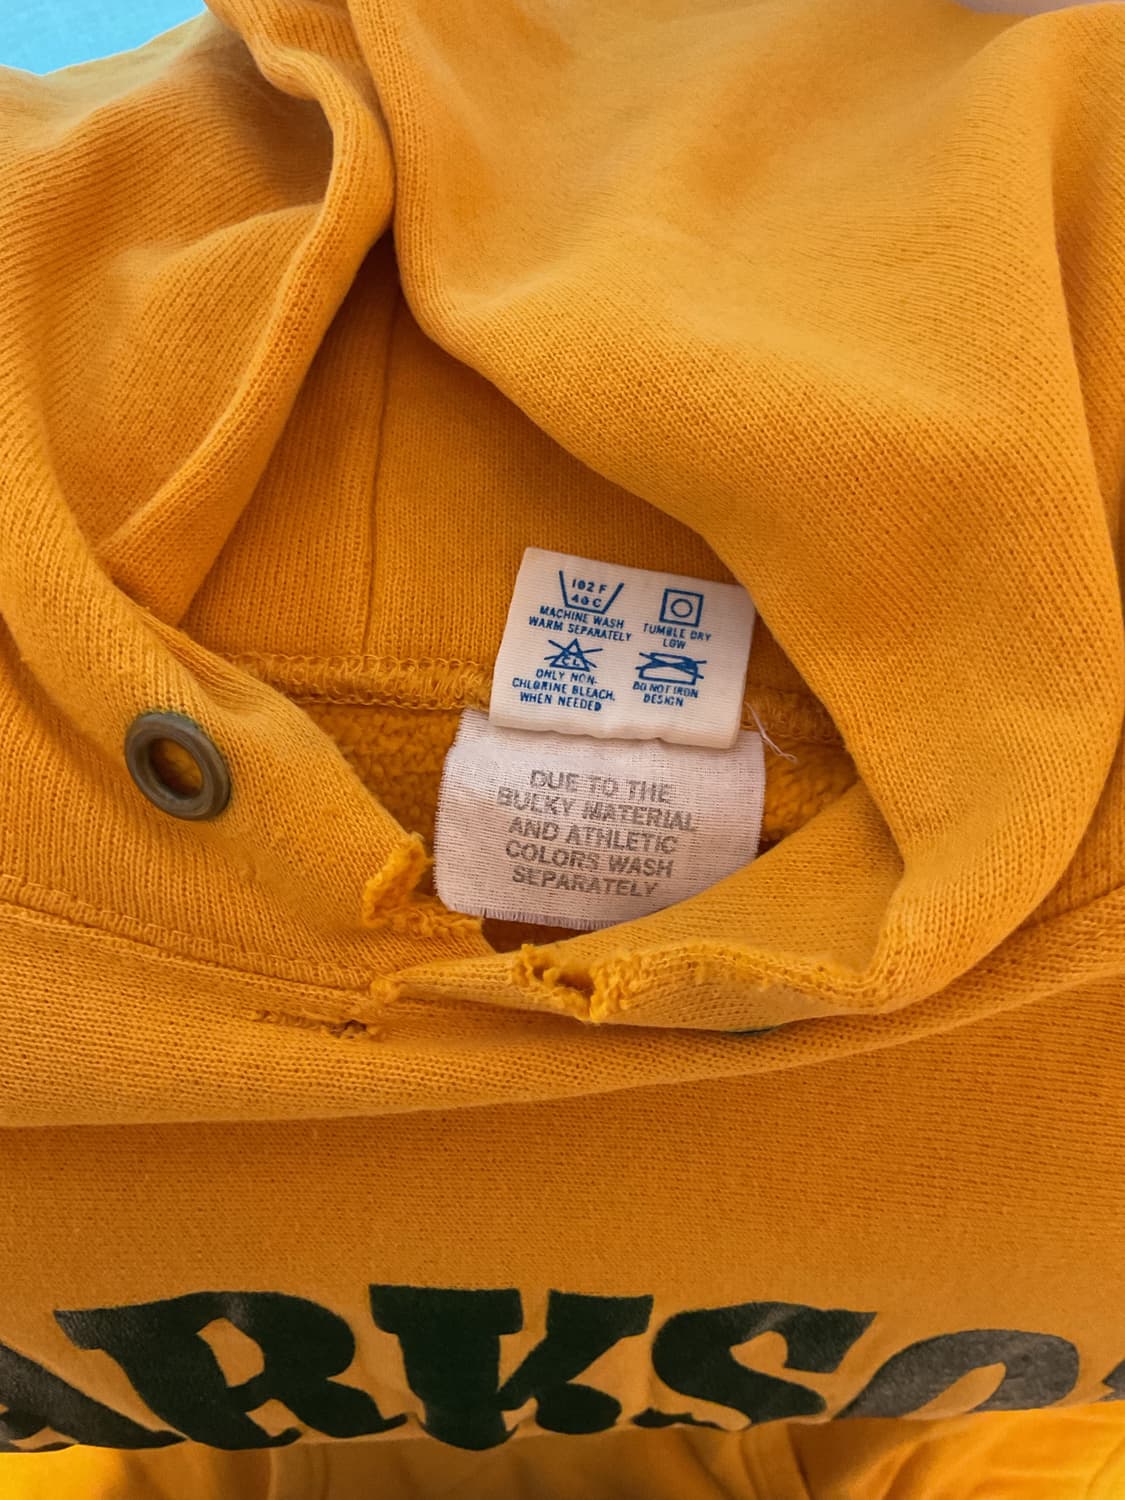 102 F
40 C
MACHINE WASH
WARM SEPARATELY
TUMBLE DRY
LOW
CL
ONLY NON-
CHLORINE BLEACH,
WHEN NEEDED
DO NOT IRON
DESIGN
DUE TO THE
BULKY MATERIAL
AND ATHLETIC
COLORS WASH
SEPARATELY
ARKSO